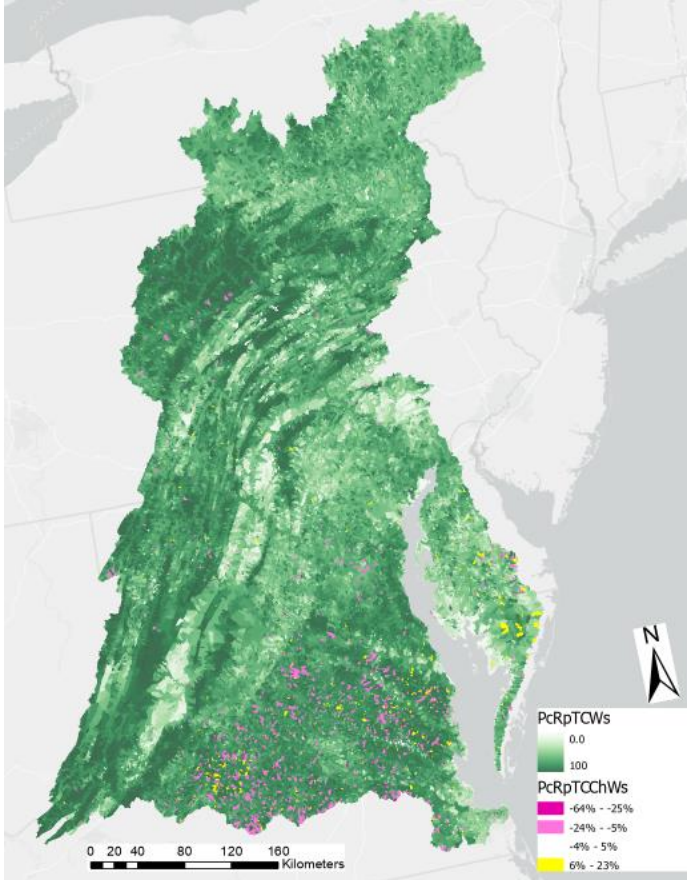 N
PcRpTCWs
0.0
100
PcRpTCChWs
-64% - -25%
-24% - -5%
-4% - 5%
6% - 23%
0 20 40 80 120 160
Kilometers